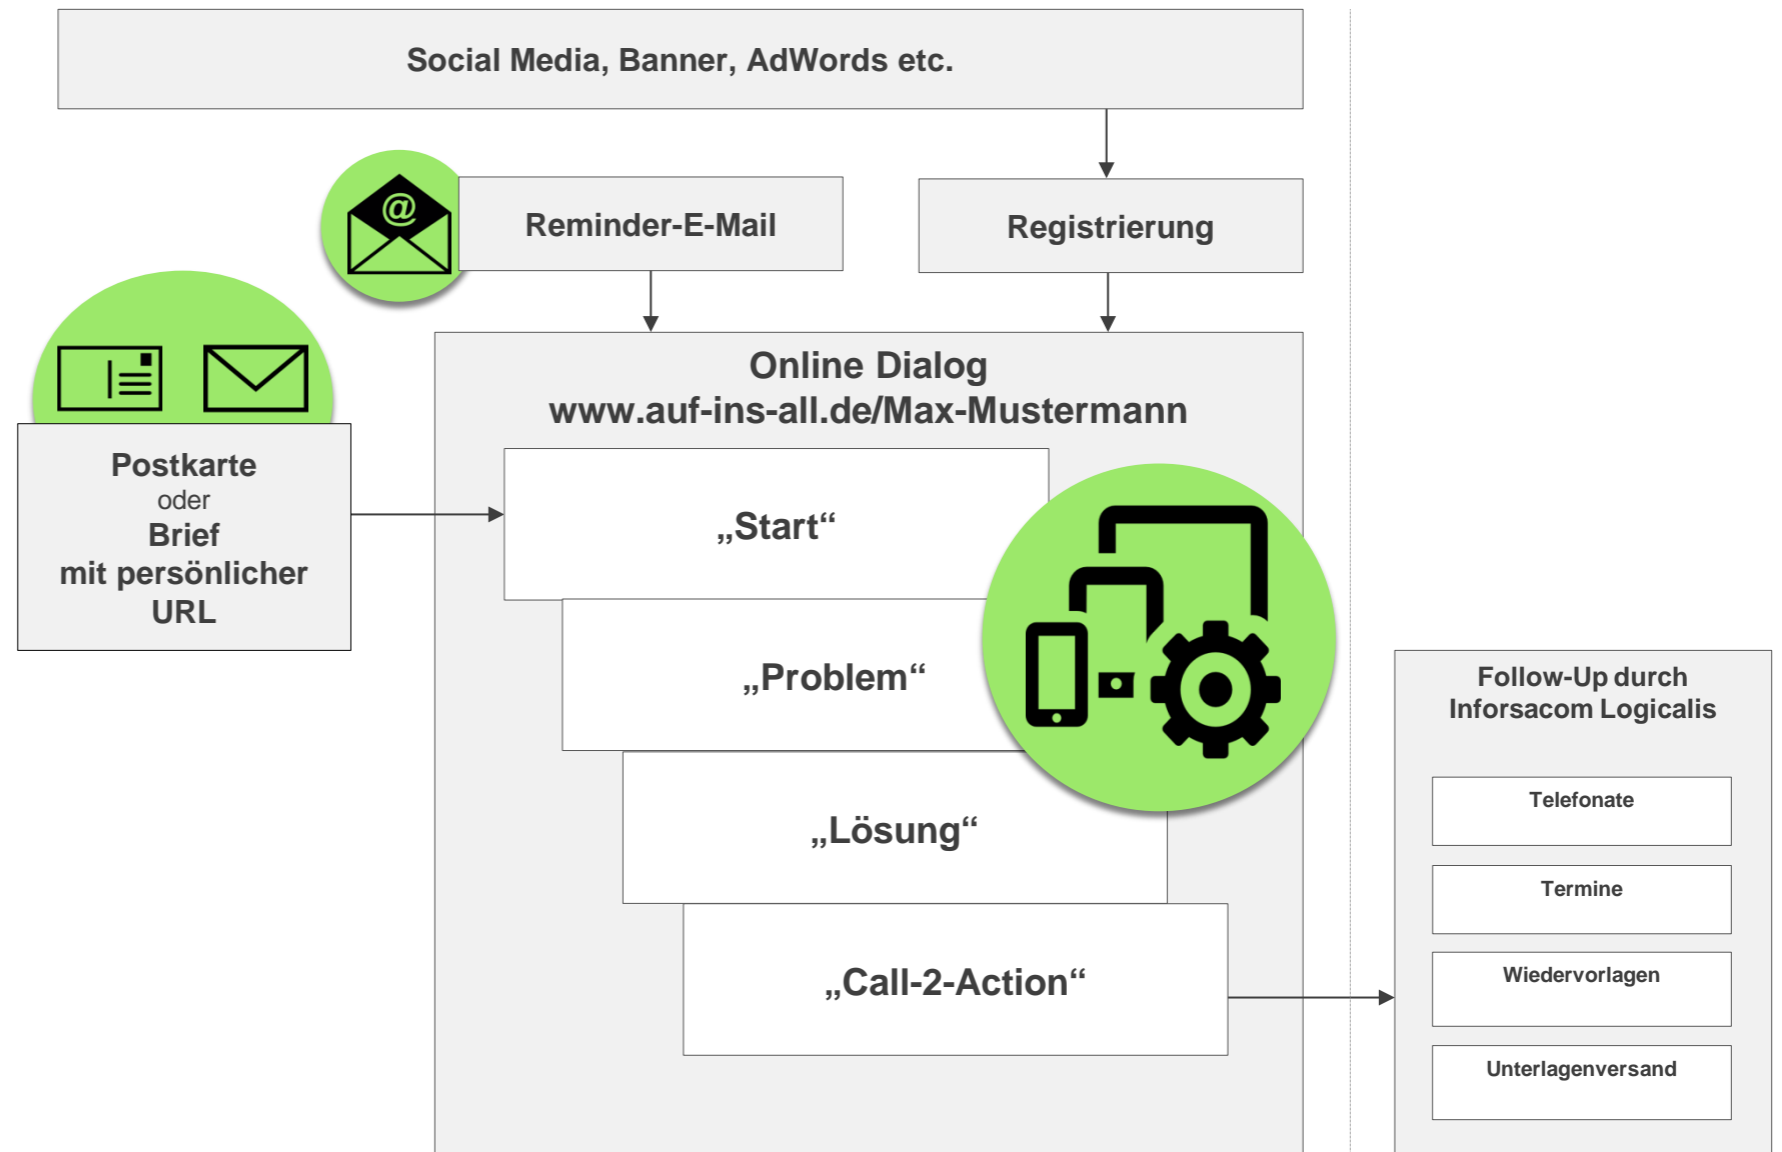 Social Media, Banner, AdWords etc.
@
Reminder-E-Mail
Registrierung
Postkarte
oder
Brief
mit persönlicher
URL
Online Dialog
www.auf-ins-all.de/Max-Mustermann
„Start“
„Problem“
„Lösung“
„Call-2-Action“
Follow-Up durch
Inforsacom Logicalis
Telefonate
Termine
Wiedervorlagen
Unterlagenversand